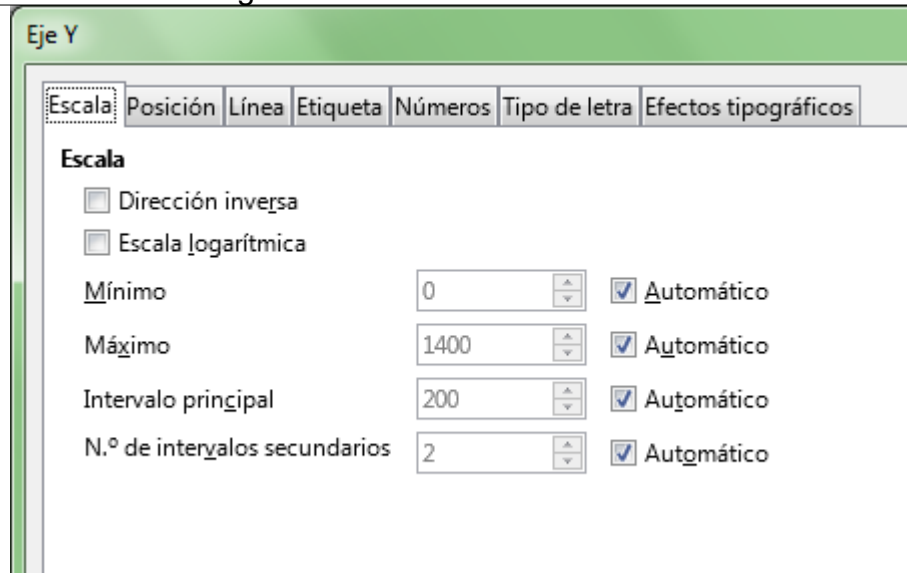 Eje Y
Escala Posición Línea Etiqueta Números Tipo de letra Efectos tipográficos
Escala
Dirección inversa
Escala logarítmica
Mínimo 0 Automático
Máximo 1400 Automático
Intervalo principal 200 Automático
N.º de intervalos secundarios 2 Automático